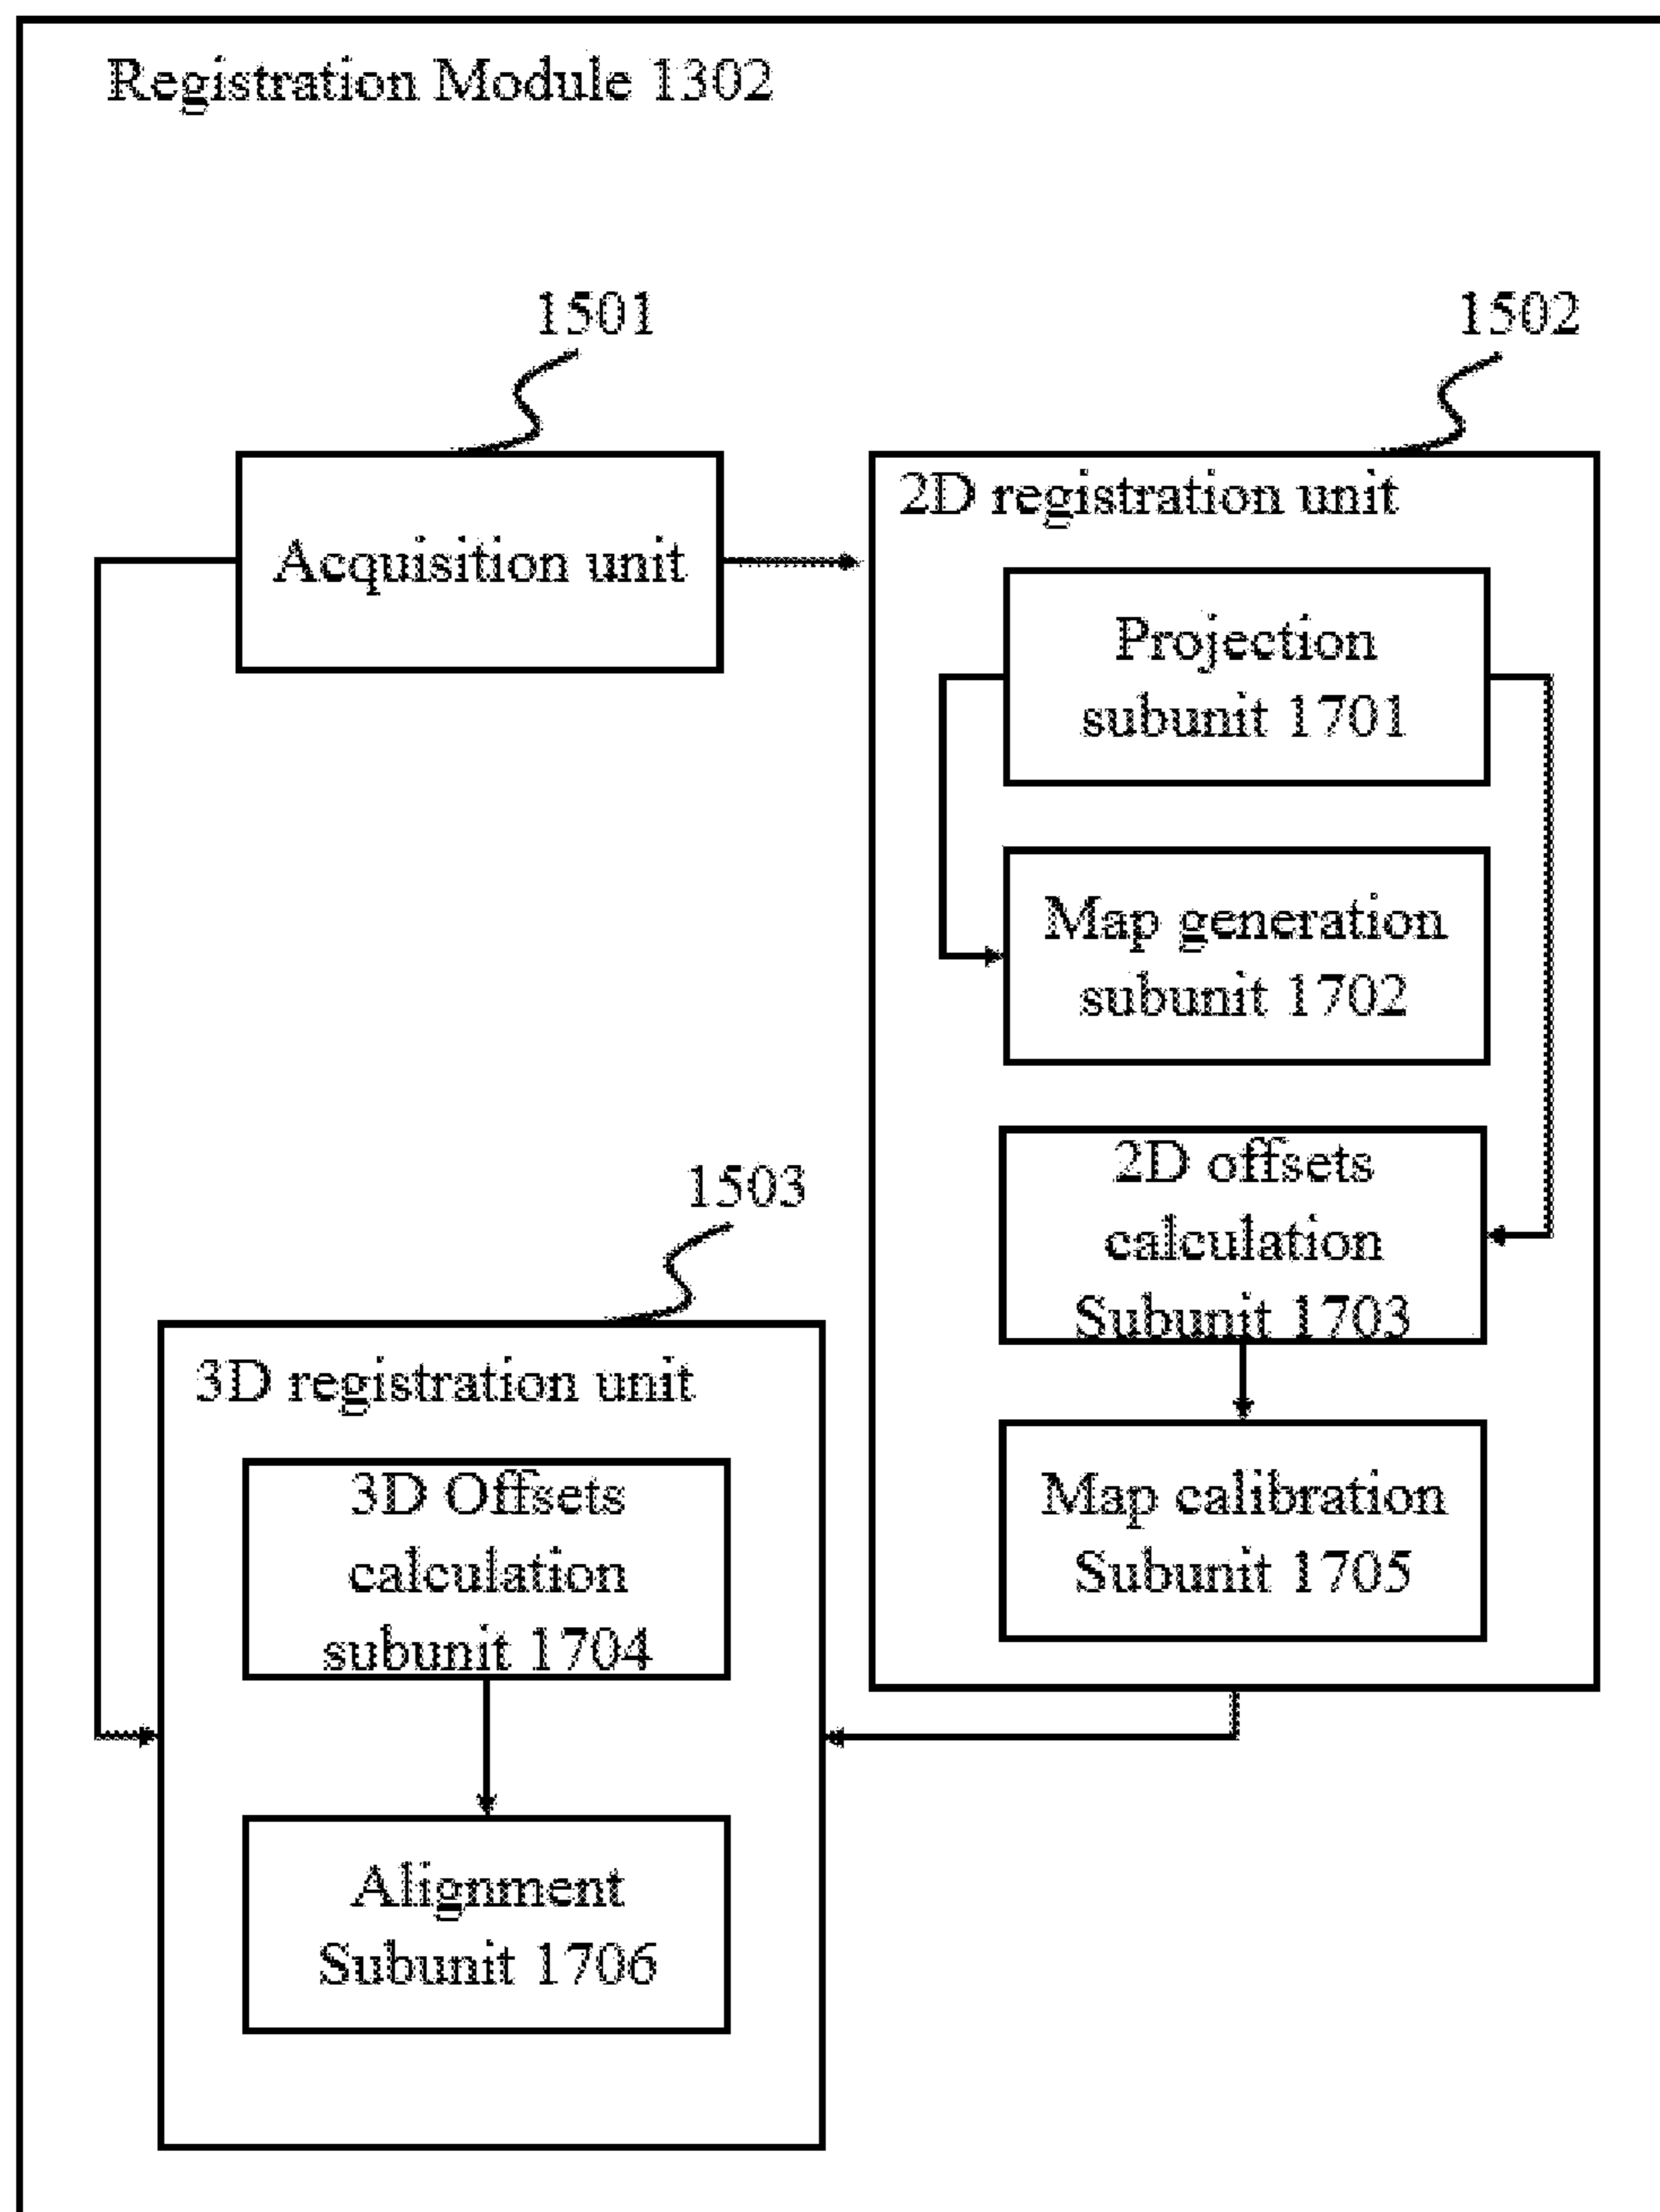 Registration Module 1302
1501
1502
Acquisition unit
2D registration unit
Projection
subunit 1701
Map generation
subunit 1702
2D offsets
calculation
Subunit 1703
Map calibration
Subunit 1705
1503
3D registration unit
3D Offsets
calculation
subunit 1704
Alignment
Subunit 1706